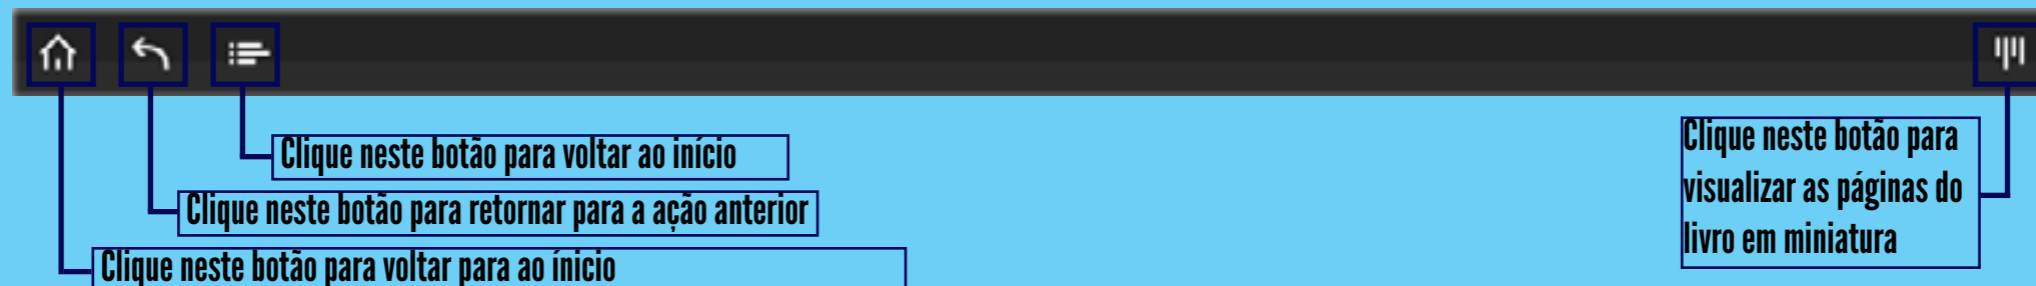 Clique neste botão para voltar ao início
Clique neste botão para retornar para a ação anterior
Clique neste botão para voltar para ao ínicio
Clique neste botão para
visualizar as páginas do
livro em miniatura